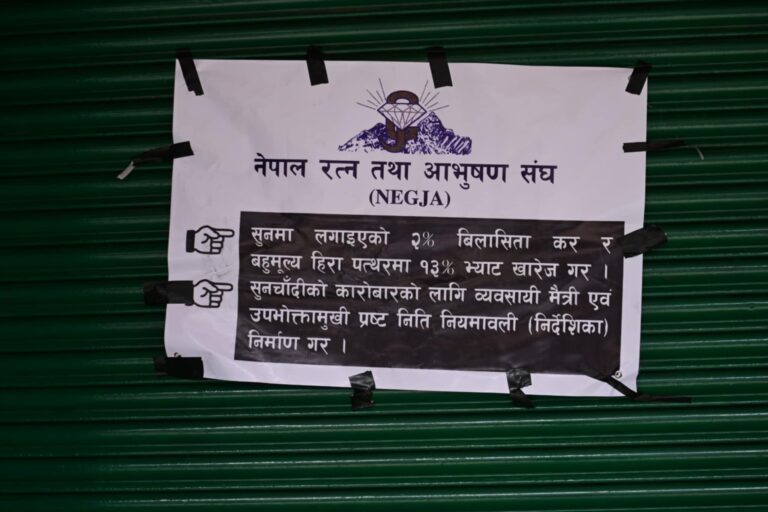 नेपाल रत्न तथा आभुषण संघ
(NEGJA)
सुनमा लगाइएको २% बिलासिता कर र
बहुमूल्य हिरा पत्थरमा १३% भ्याट खारेज गर ।
सुनचाँदीको कारोबारको लागि व्यवसायी मैत्री एवं
उपभोक्तामुखी प्रष्ट निति नियमावली (निर्देशिका)
निर्माण गर ।